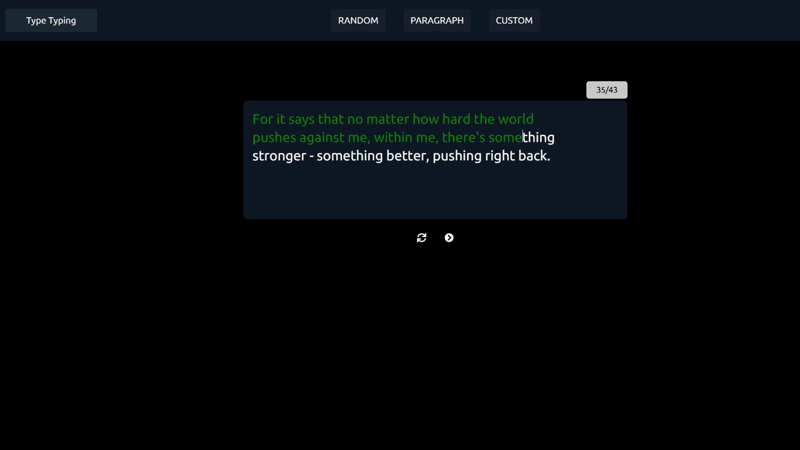 Type Typing
RANDOM
PARAGRAPH
CUSTOM
35/43
For it says that no matter how hard the world
pushes against me, within me, there's something
stronger - something better, pushing right back.